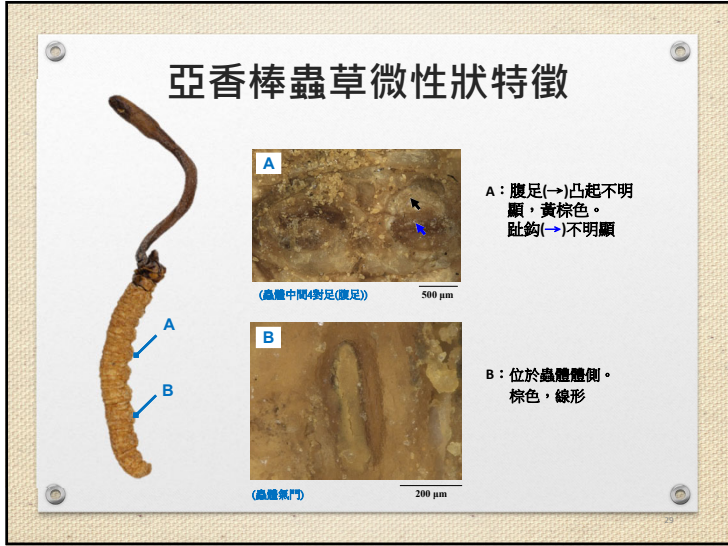 亞香棒蟲草微性狀特徵
A
A：腹足(→)凸起不明
顯，黃棕色。
趾鈎(→)不明顯
(蟲體中間4對足(腹足))
500 μm
A
B
B
B：位於蟲體體側。
棕色，線形
(蟲體氣門)
200 μm
29